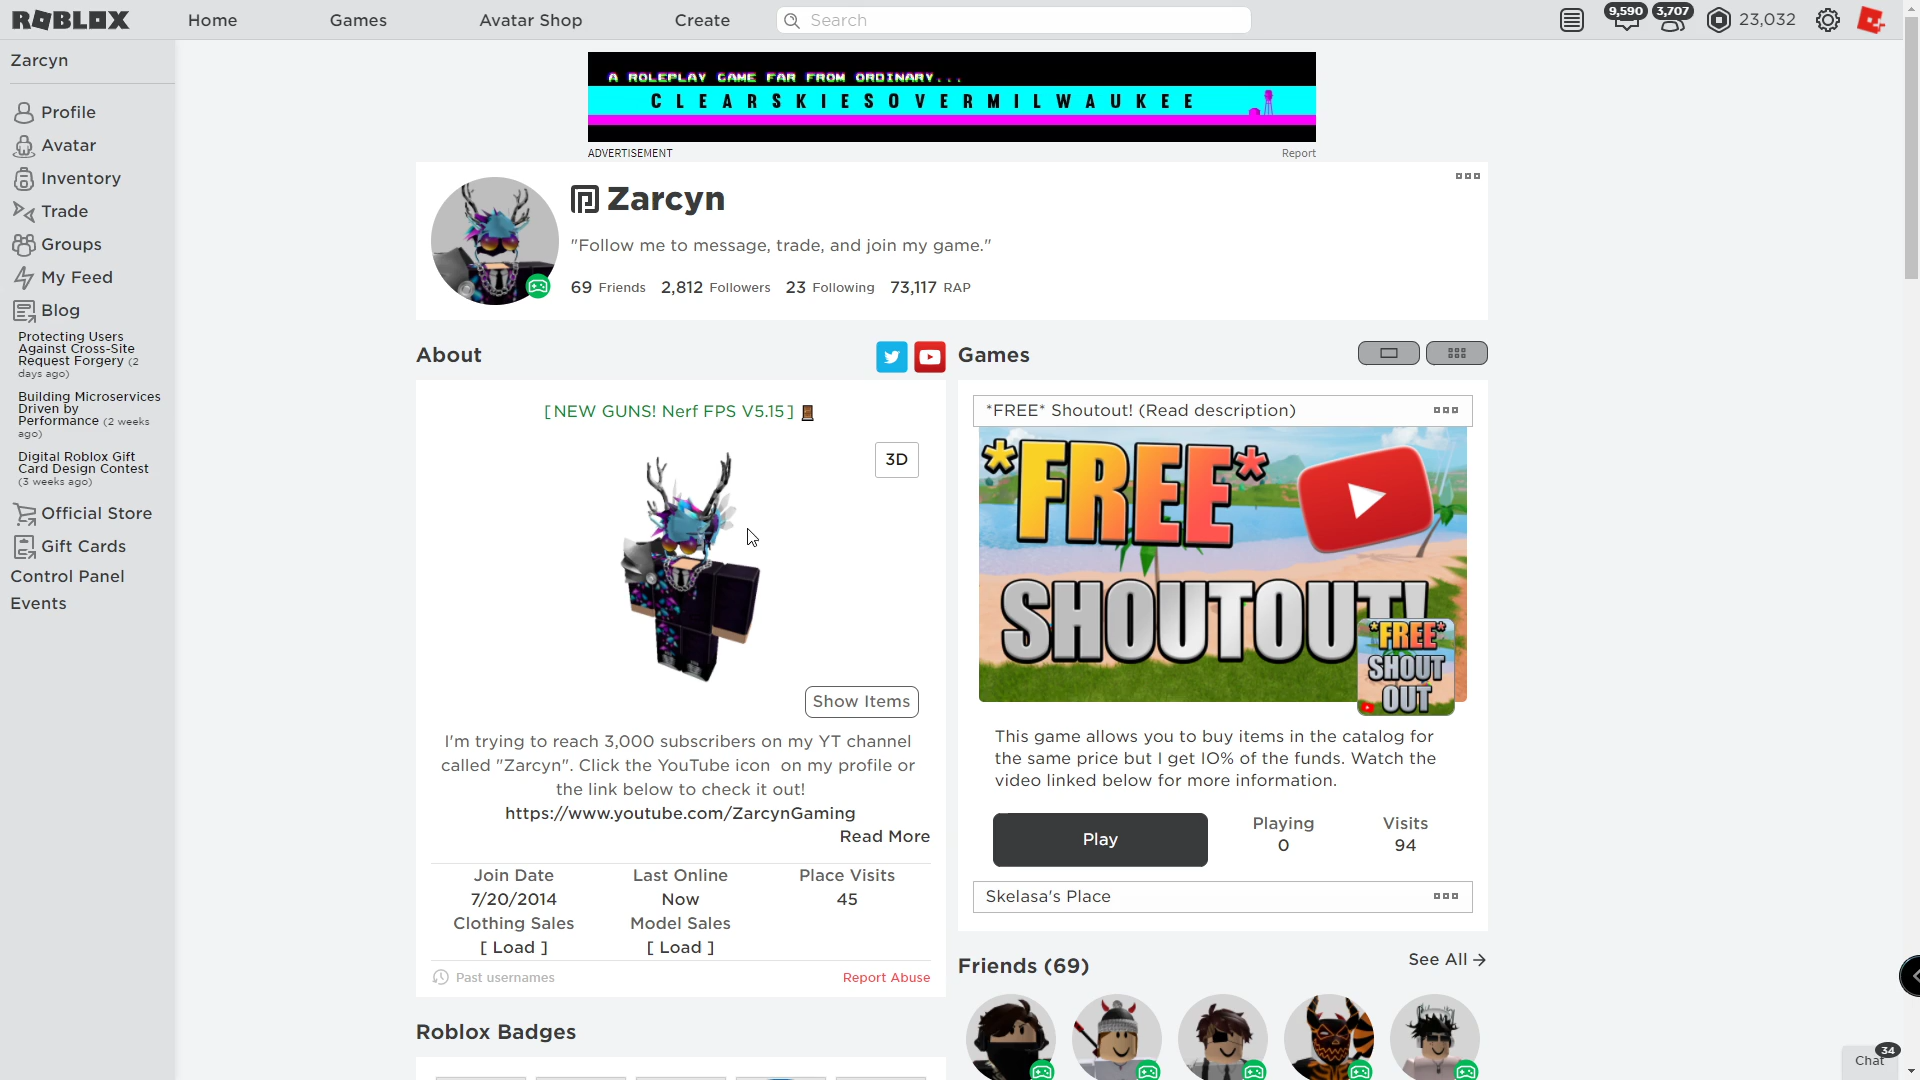 ROBLOX
Home
Games
Avatar Shop
Create
Search
9,590
3,707
23,032
Zarcyn
Profile
Avatar
Inventory
Trade
Groups
My Feed
Blog
Protecting Users
Against Cross-Site
Request Forgery (2
days ago)
Building Microservices
Driven by
Performance (2 weeks
ago)
Digital Roblox Gift
Card Design Contest
(3 weeks ago)
Official Store
Gift Cards
Control Panel
Events
A ROLEPLAY GAME FAR FROM ORDINARY...
CLEARSKIESOVERMILWAUKEE
ADVERTISEMENT
Report
Zarcyn
"Follow me to message, trade, and join my game."
69 Friends 2,812 Followers 23 Following 73,117 RAP
About
[NEW GUNS! Nerf FPS V5.15]
3D
Show Items
I'm trying to reach 3,000 subscribers on my YT channel
called "Zarcyn". Click the YouTube icon on my profile or
the link below to check it out!
https://www.youtube.com/ZarcynGaming
Read More
Join Date
7/20/2014
Last Online
Now
Place Visits
45
Clothing Sales
[ Load ]
Model Sales
[ Load ]
Past usernames
Report Abuse
Roblox Badges
Games
*FREE* Shoutout! (Read description)
*FREE*
SHOUTOUT!
*FREE*
SHOUT
OUT
This game allows you to buy items in the catalog for
the same price but I get 10% of the funds. Watch the
video linked below for more information.
Play
Playing
0
Visits
94
Skelasa's Place
Friends (69)
See All
Chat
34